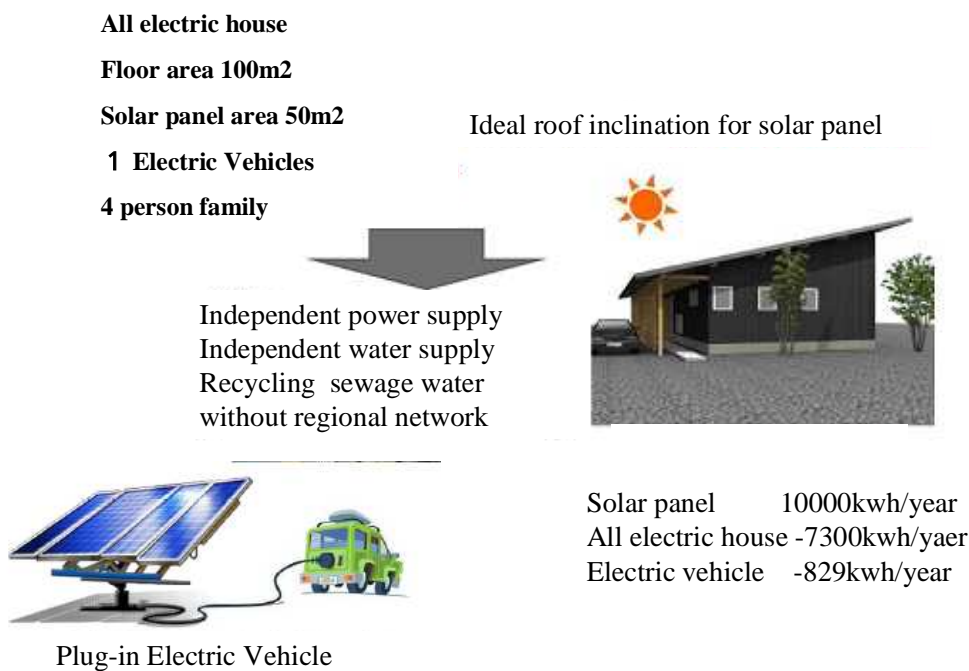 All electric house
Floor area 100m2
Solar panel area 50m2
1 Electric Vehicles
4 person family
Ideal roof inclination for solar panel
Independent power supply
Independent water supply
Recycling sewage water
without regional network
Solar panel 10000kwh/year
All electric house -7300kwh/yaer
Electric vehicle -829kwh/year
Plug-in Electric Vehicle